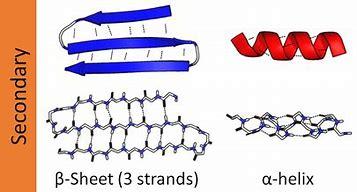 Secondary
β-Sheet (3 strands)
α-helix